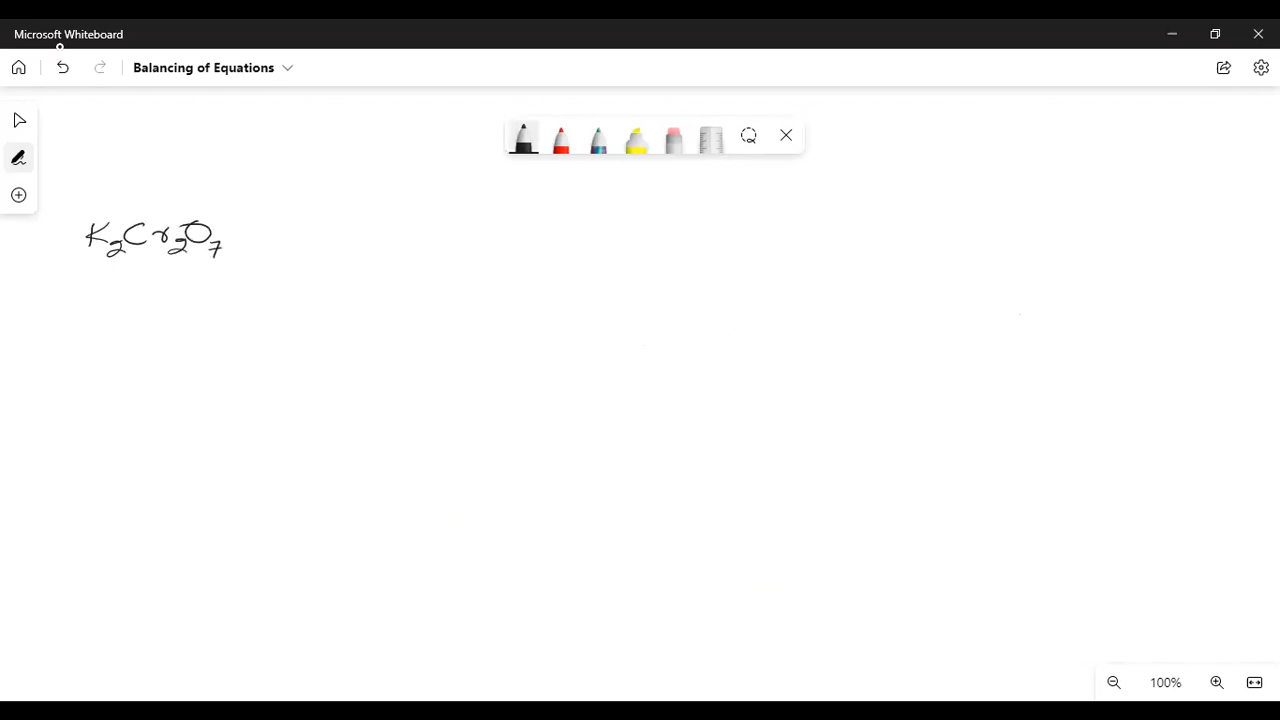 Microsoft Whiteboard
Balancing of Equations
K₂Cr₂O₇
100%